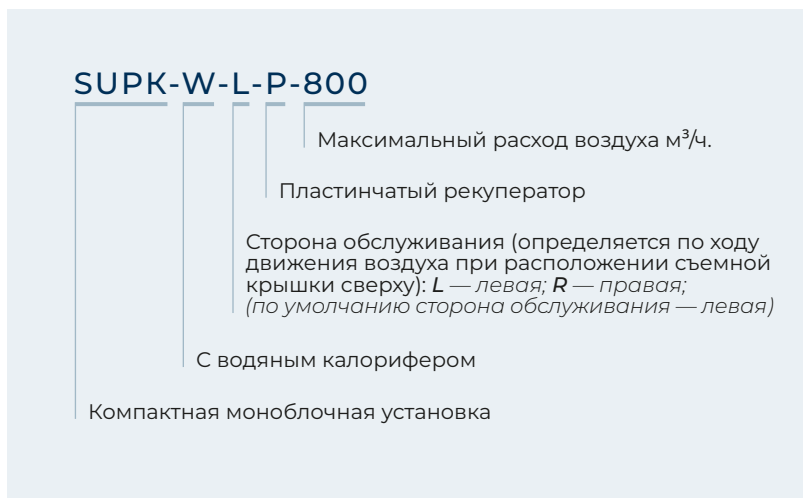 SUPK-W-L-P-800
Максимальный расход воздуха м³/ч.
Пластинчатый рекуператор
Сторона обслуживания (определяется по ходу
движения воздуха при расположении съемной
крышки сверху): L — левая; R — правая;
(по умолчанию сторона обслуживания — левая)
С водяным калорифером
Компактная моноблочная установка